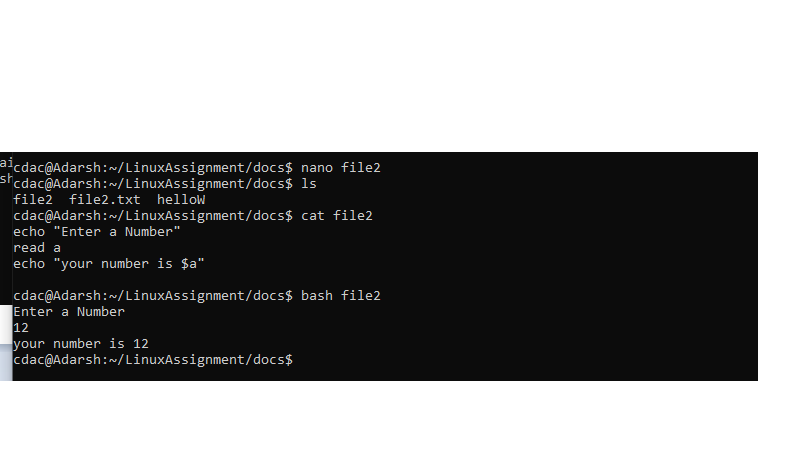 ai
sh
cdac@Adarsh:~/LinuxAssignment/docs$ nano file2
cdac@Adarsh:~/LinuxAssignment/docs$ ls
file2  file2.txt  helloW
cdac@Adarsh:~/LinuxAssignment/docs$ cat file2
echo "Enter a Number"
read a
echo "your number is $a"
cdac@Adarsh:~/LinuxAssignment/docs$ bash file2
Enter a Number
12
your number is 12
cdac@Adarsh:~/LinuxAssignment/docs$